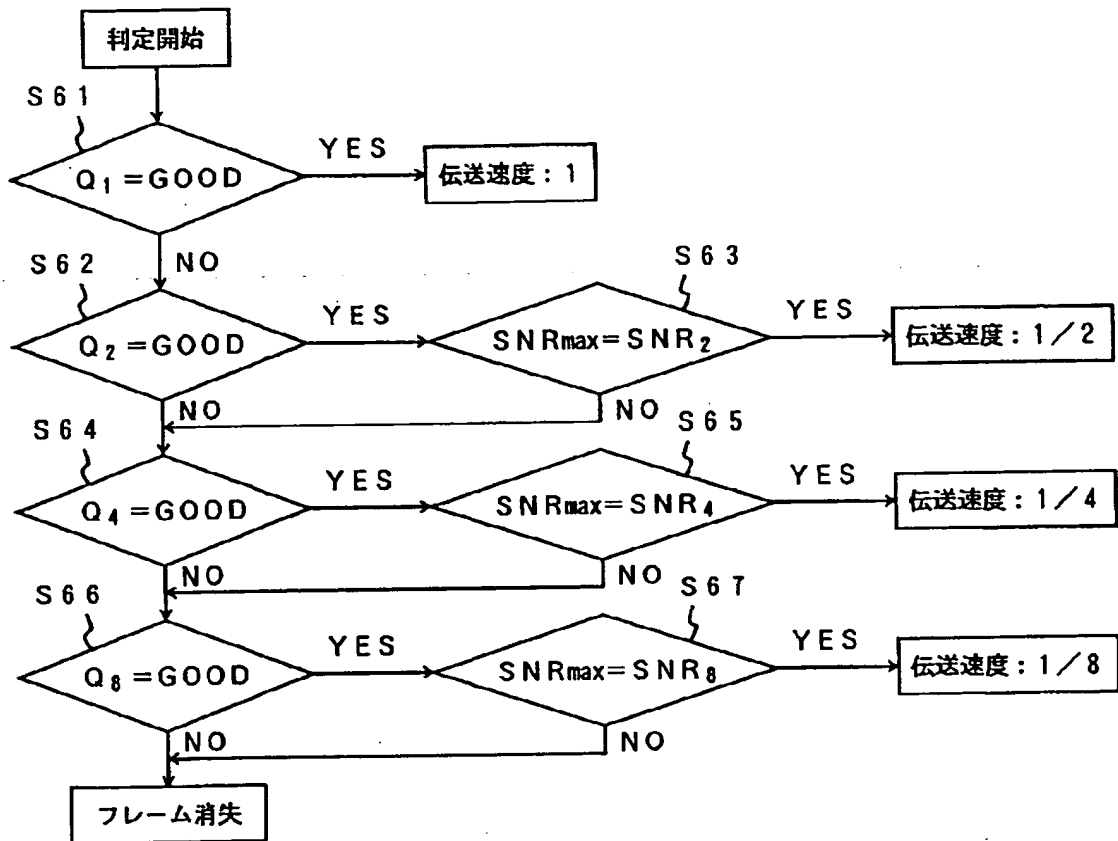 判定開始
S61
Q₁=GOOD
YES
伝送速度：1
NO
S62
Q₂=GOOD
YES
S63
SNRmax=SNR₂
YES
伝送速度：1／2
NO
NO
S64
Q₄=GOOD
YES
S65
SNRmax=SNR₄
YES
伝送速度：1／4
NO
NO
S66
Q₈=GOOD
YES
S67
SNRmax=SNR₈
YES
伝送速度：1／8
NO
NO
フレーム消失